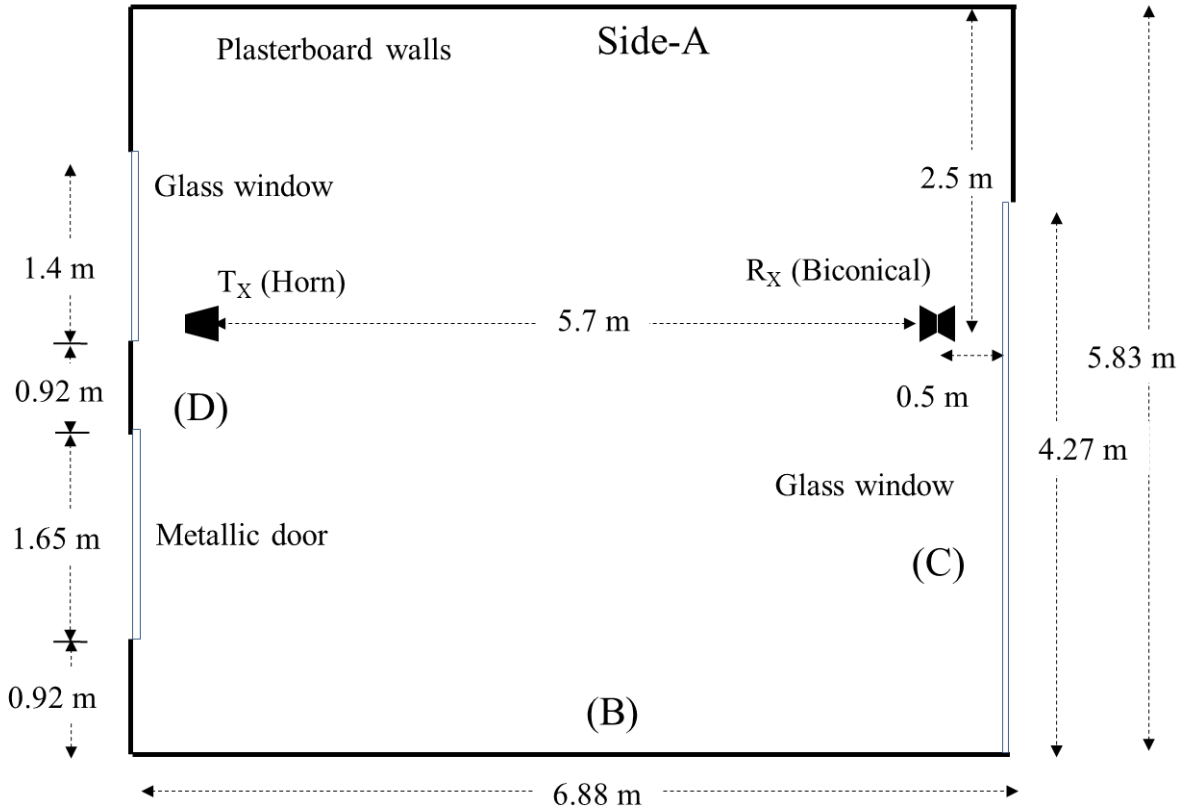 Side-A
Plasterboard walls
2.5 m
Glass window
1.4 m
TX (Horn)
RX (Biconical)
5.7 m
5.83 m
0.92 m
(D)
0.5 m
4.27 m
Glass window
1.65 m
Metallic door
(C)
0.92 m
(B)
6.88 m